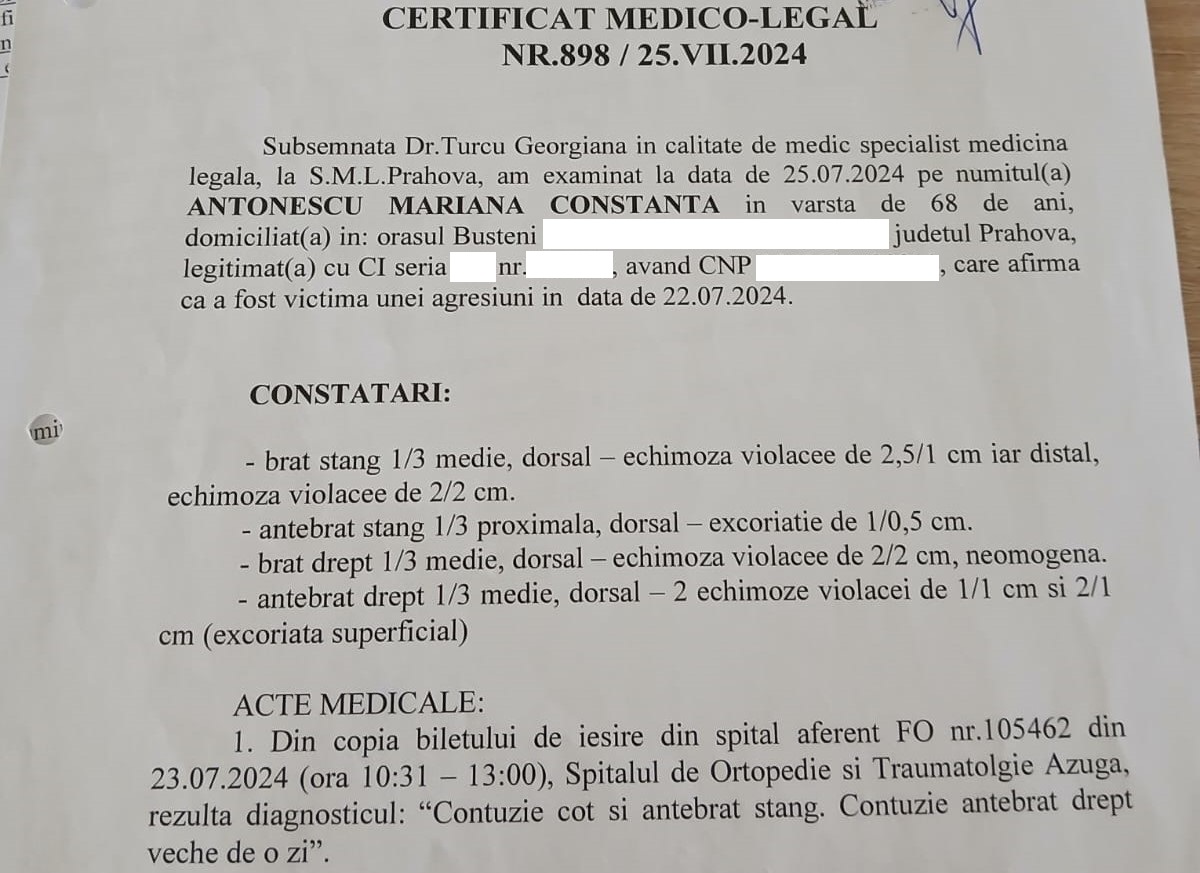 fi
n
CERTIFICAT MEDICO-LEGAL
NR.898 / 25.VII.2024
Subsemnata Dr.Turcu Georgiana in calitate de medic specialist medicina
legala, la S.M.L.Prahova, am examinat la data de 25.07.2024 pe numitul(a)
ANTONESCU MARIANA CONSTANTA in varsta de 68 de ani,
domiciliat(a) in: orasul Busteni judetul Prahova,
legitimat(a) cu CI seria nr. , avand CNP , care afirma
ca a fost victima unei agresiuni in data de 22.07.2024.
CONSTATARI:
mi
- brat stang 1/3 medie, dorsal – echimoza violacee de 2,5/1 cm iar distal,
echimoza violacee de 2/2 cm.
- antebrat stang 1/3 proximala, dorsal – excoriatie de 1/0,5 cm.
- brat drept 1/3 medie, dorsal – echimoza violacee de 2/2 cm, neomogena.
- antebrat drept 1/3 medie, dorsal – 2 echimoze violacei de 1/1 cm si 2/1
cm (excoriata superficial)
ACTE MEDICALE:
1. Din copia biletului de iesire din spital aferent FO nr.105462 din
23.07.2024 (ora 10:31 – 13:00), Spitalul de Ortopedie si Traumatolgie Azuga,
rezulta diagnosticul: “Contuzie cot si antebrat stang. Contuzie antebrat drept
veche de o zi”.